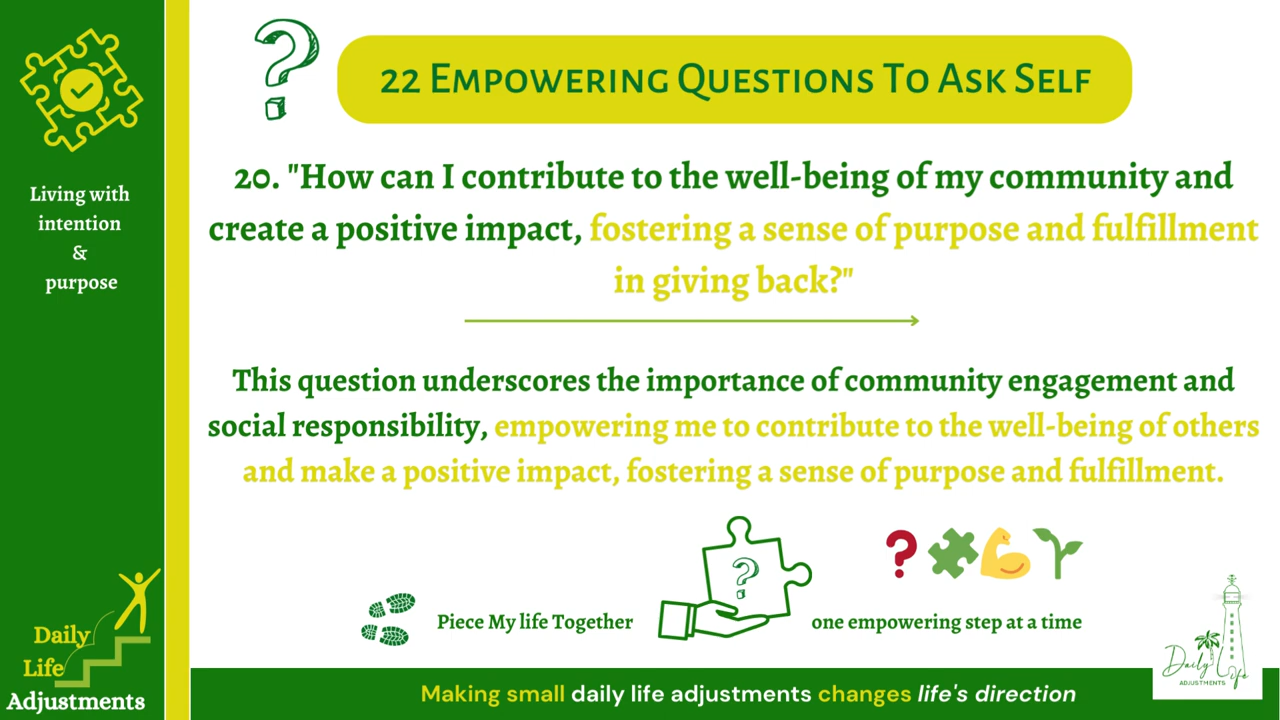 22 Empowering Questions To Ask Self
Living with
intention
&
purpose
20. "How can I contribute to the well-being of my community and
create a positive impact, fostering a sense of purpose and fulfillment
in giving back?"
This question underscores the importance of community engagement and
social responsibility, empowering me to contribute to the well-being of others
and make a positive impact, fostering a sense of purpose and fulfillment.
?
?
?
Piece My life Together
one empowering step at a time
Daily
Life
Adjustments
Making small daily life adjustments changes life's direction
Daily Life
ADJUSTMENTS